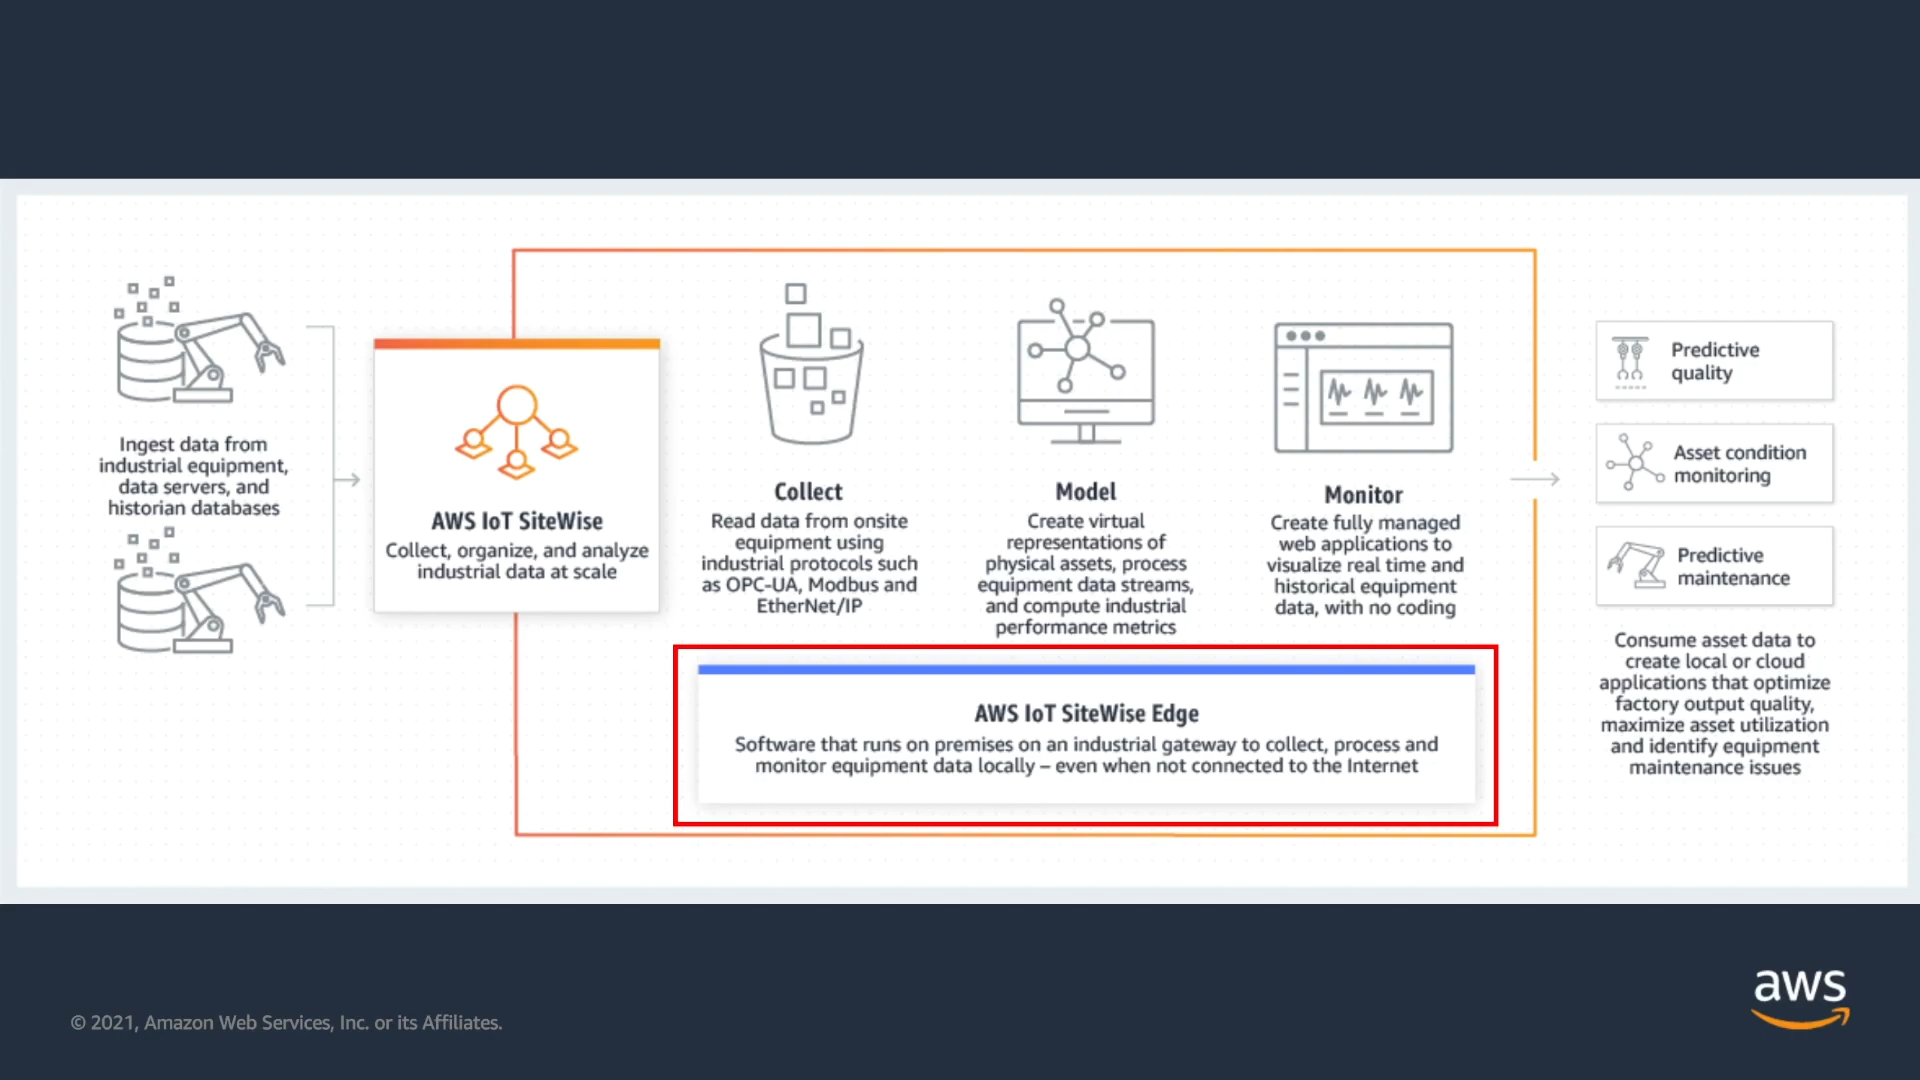 Ingest data from
industrial equipment,
data servers, and
historian databases
AWS IoT SiteWise
Collect, organize, and analyze
industrial data at scale
Collect
Read data from onsite
equipment using
industrial protocols such
as OPC-UA, Modbus and
EtherNet/IP
Model
Create virtual
representations of
physical assets, process
equipment data streams,
and compute industrial
performance metrics
Monitor
Create fully managed
web applications to
visualize real time and
historical equipment
data, with no coding
AWS IoT SiteWise Edge
Software that runs on premises on an industrial gateway to collect, process and
monitor equipment data locally – even when not connected to the Internet
Predictive
quality
Asset condition
monitoring
Predictive
maintenance
Consume asset data to
create local or cloud
applications that optimize
factory output quality,
maximize asset utilization
and identify equipment
maintenance issues
© 2021, Amazon Web Services, Inc. or its Affiliates.
aws